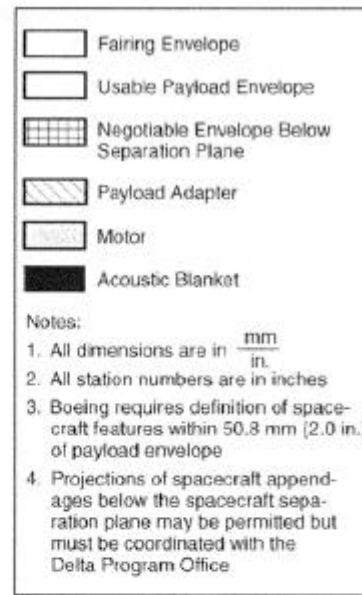 Fairing Envelope
Usable Payload Envelope
Negotiable Envelope Below
Separation Plane
Payload Adapter
Motor
Acoustic Blanket
Notes:
1. All dimensions are in mm
in.
2. All station numbers are in inches
3. Boeing requires definition of space-
craft features within 50.8 mm (2.0 in.)
of payload envelope
4. Projections of spacecraft append-
ages below the spacecraft sepa-
ration plane may be permitted but
must be coordinated with the
Delta Program Office